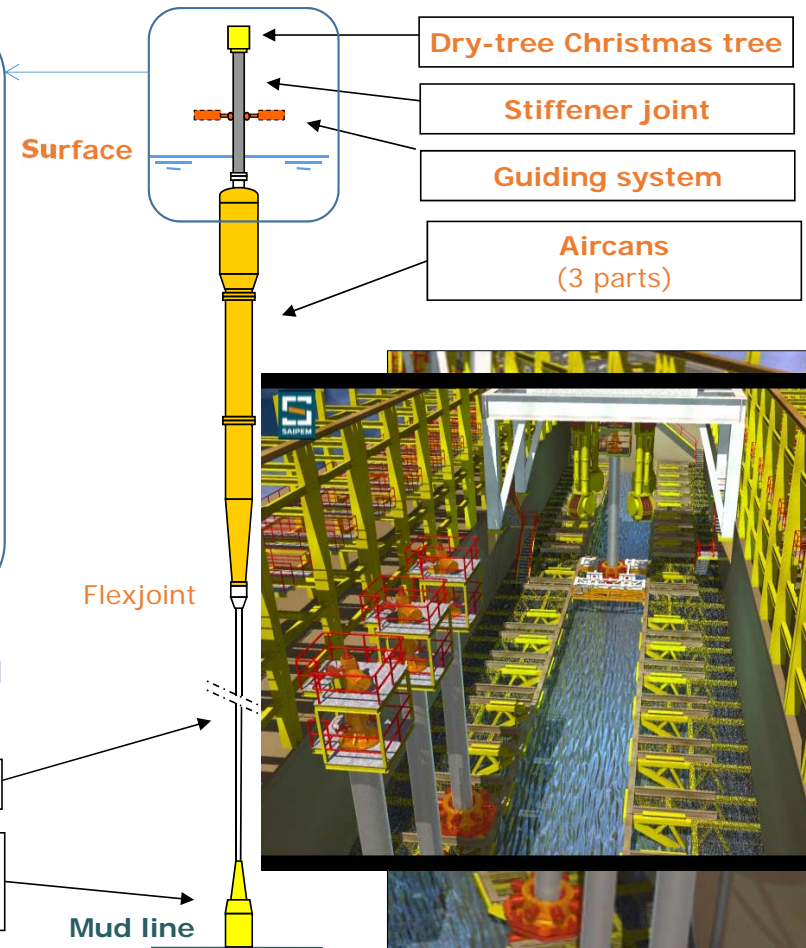 Dry-tree Christmas tree
Stiffener joint
Surface
Guiding system
Aircans
(3 parts)
SAIPEM
Flexjoint
Mud line